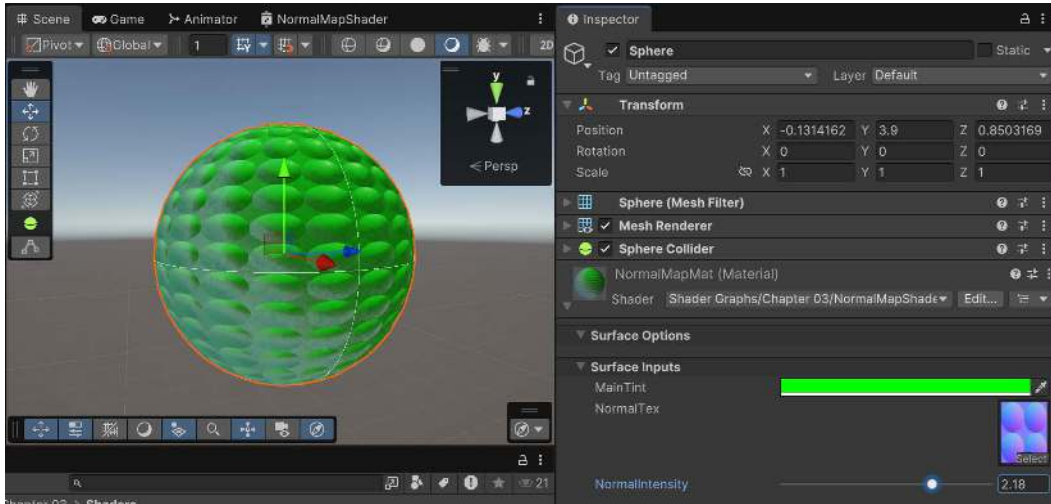 Scene Game Animator NormalMapShader
Pivot Global 1 2D
y
z
Persp
21
Chapter 03 > Shaders
Inspector
Sphere Static
Tag Untagged Layer Default
Transform
Position X -0.1314162 Y 3.9 Z 0.8503169
Rotation X 0 Y 0 Z 0
Scale X 1 Y 1 Z 1
Sphere (Mesh Filter)
Mesh Renderer
Sphere Collider
NormalMapMat (Material)
Shader Shader Graphs/Chapter 03/NormalMapShade Edit...
Surface Options
Surface Inputs
MainTint
NormalTex
Select
NormalIntensity 2.18